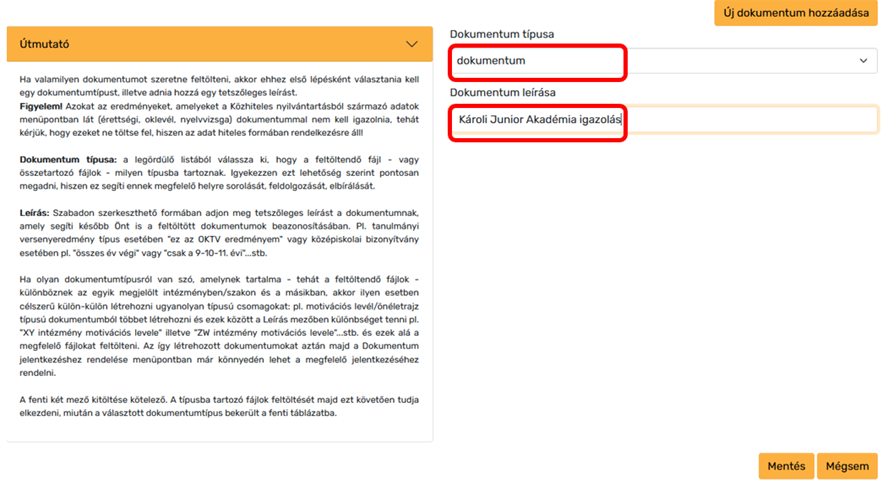 Új dokumentum hozzáadása
Útmutató
Ha valamilyen dokumentumot szeretne feltölteni, akkor ehhez első lépésként választania kell
egy dokumentumtípust, illetve adnia hozzá egy tetszőleges leírást.
Figyelem! Azokat az eredményeket, amelyeket a Közhiteles nyilvántartásból származó adatok
menüpontban lát (érettségi, oklevél, nyelvvizsga) dokumentummal nem kell igazolnia, tehát
kérjük, hogy ezeket ne töltse fel, hiszen az adat hiteles formában rendelkezésre áll!
Dokumentum típusa: a legördülő listából válassza ki, hogy a feltöltendő fájl - vagy
összetartozó fájlok - milyen típusba tartoznak. Igyekezzen ezt lehetőség szerint pontosan
megadni, hiszen ez segíti ennek megfelelő helyre sorolását, feldolgozását, elbírálását.
Leírás: Szabadon szerkeszthető formában adjon meg tetszőleges leírást a dokumentumnak,
amely segíti később Önt is a feltöltött dokumentumok beazonosításában. Pl. tanulmányi
versenyeredmény típus esetében "ez az OKTV eredményem" vagy középiskolai bizonyítvány
esetében pl. "összes év végi" vagy "csak a 9-10-11. évi"...stb.
Ha olyan dokumentumtípusról van szó, amelynek tartalma - tehát a feltöltendő fájlok -
különböznek az egyik megjelölt intézményben/szakon és a másikban, akkor ilyen esetben
célszerű külön-külön létrehozni ugyanolyan típusú csomagokat: pl. motivációs levél/önéletrajz
típusú dokumentumból többet létrehozni és ezek között a Leírás mezőben különbséget tenni pl.
"XY intézmény motivációs levele" illetve "ZW intézmény motivációs levele"...stb. és ezek alá a
megfelelő fájlokat feltölteni. Az így létrehozott dokumentumokat aztán majd a Dokumentum
jelentkezéshez rendelése menüpontban már könnyedén lehet a megfelelő jelentkezéséhez
rendelni.
A fenti két mező kitöltése kötelező. A típusba tartozó fájlok feltöltését majd ezt követően tudja
elkezdeni, miután a választott dokumentumtípus bekerült a fenti táblázatba.
Dokumentum típusa
dokumentum
Dokumentum leírása
Károli Junior Akadémia igazolás
Mentés
Mégsem